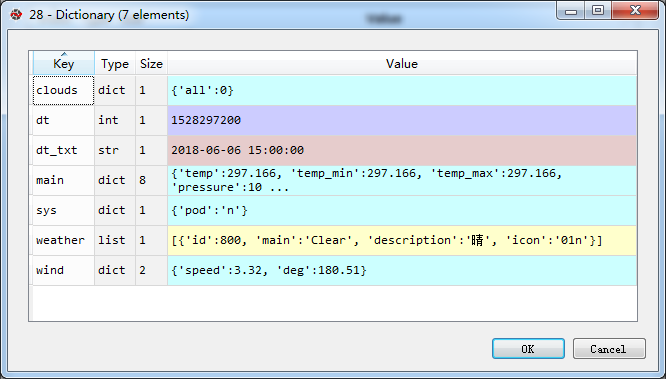 28 - Dictionary (7 elements)
Key Type Size Value
clouds dict 1 {'all':0}
dt int 1 1528297200
dt_txt str 1 2018-06-06 15:00:00
main dict 8 {'temp':297.166, 'temp_min':297.166, 'temp_max':297.166,
'pressure':10 ...
sys dict 1 {'pod':'n'}
weather list 1 [{'id':800, 'main':'Clear', 'description':'晴', 'icon':'01n'}]
wind dict 2 {'speed':3.32, 'deg':180.51}
OK Cancel